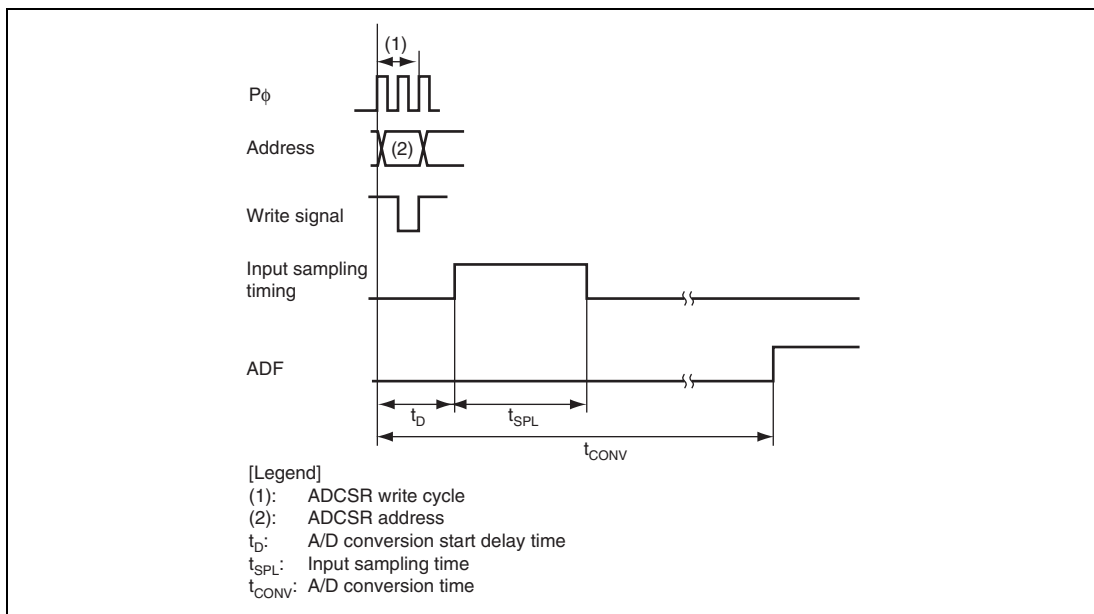 (1)
Pϕ
Address
(2)
Write signal
Input sampling
timing
ADF
tD
tSPL
tCONV
[Legend]
(1): ADCSR write cycle
(2): ADCSR address
tD: A/D conversion start delay time
tSPL: Input sampling time
tCONV: A/D conversion time